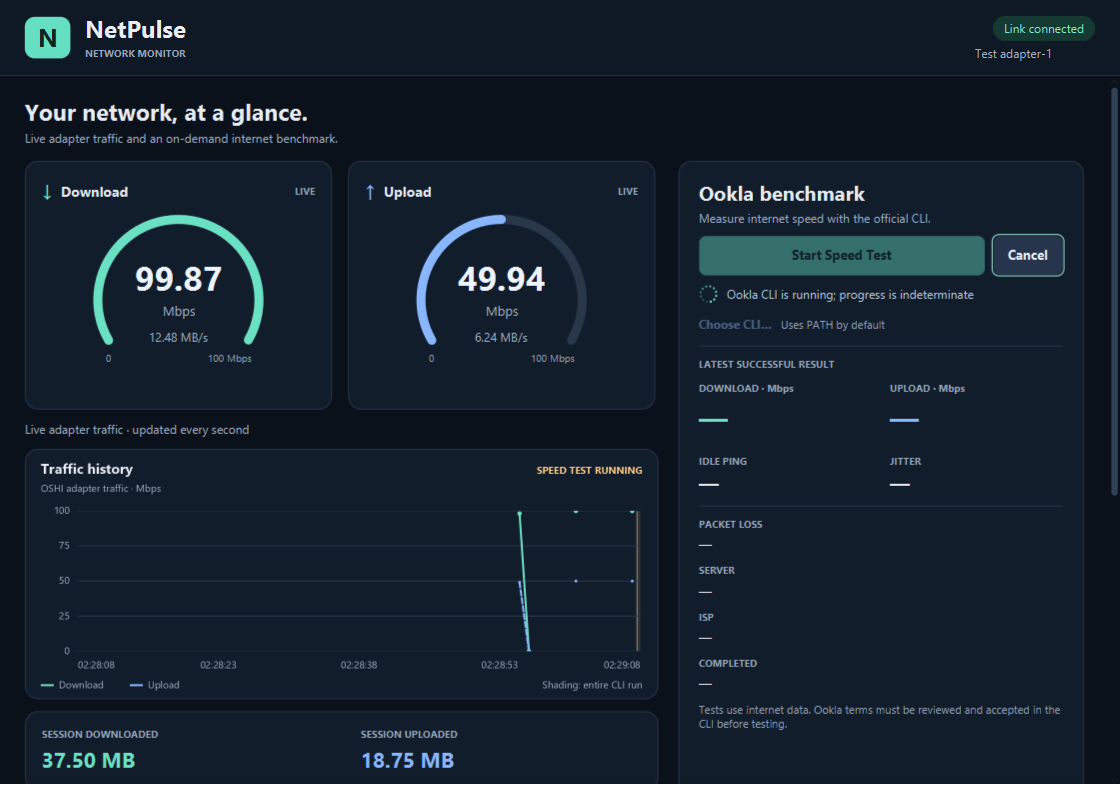 N
NetPulse
NETWORK MONITOR
Link connected
Test adapter-1
Your network, at a glance.
Live adapter traffic and an on-demand internet benchmark.
↓ Download
LIVE
99.87
Mbps
12.48 MB/s
0
100 Mbps
↑ Upload
LIVE
49.94
Mbps
6.24 MB/s
0
100 Mbps
Live adapter traffic · updated every second
Traffic history
SPEED TEST RUNNING
OSHI adapter traffic · Mbps
100
75
50
25
0
02:28:08 02:28:23 02:28:38 02:28:53 02:29:08
Download Upload
Shading: entire CLI run
SESSION DOWNLOADED
37.50 MB
SESSION UPLOADED
18.75 MB
Ookla benchmark
Measure internet speed with the official CLI.
Start Speed Test
Cancel
Ookla CLI is running; progress is indeterminate
Choose CLI... Uses PATH by default
LATEST SUCCESSFUL RESULT
DOWNLOAD · Mbps
—
UPLOAD · Mbps
—
IDLE PING
—
JITTER
—
PACKET LOSS
—
SERVER
—
ISP
—
COMPLETED
—
Tests use internet data. Ookla terms must be reviewed and accepted in the
CLI before testing.